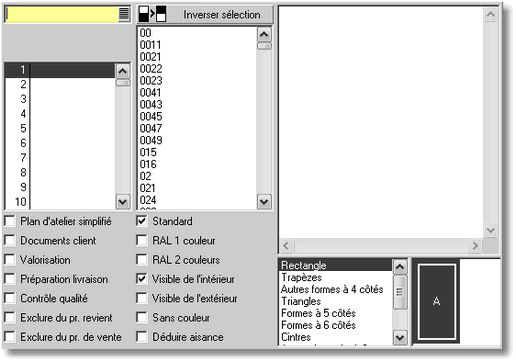 Inverser sélection
1
2
3
4
5
6
7
8
9
10
00
0011
0021
0022
0023
0041
0043
0045
0047
0049
015
016
02
021
024
Plan d'atelier simplifié
Documents client
Valorisation
Préparation livraison
Contrôle qualité
Exclure du pr. revient
Exclure du pr. de vente
Standard
RAL 1 couleur
RAL 2 couleurs
Visible de l'intérieur
Visible de l'extérieur
Sans couleur
Déduire aisance
Rectangle
Trapèzes
Autres formes à 4 côtés
Triangles
Formes à 5 côtés
Formes à 6 côtés
Cintres
A